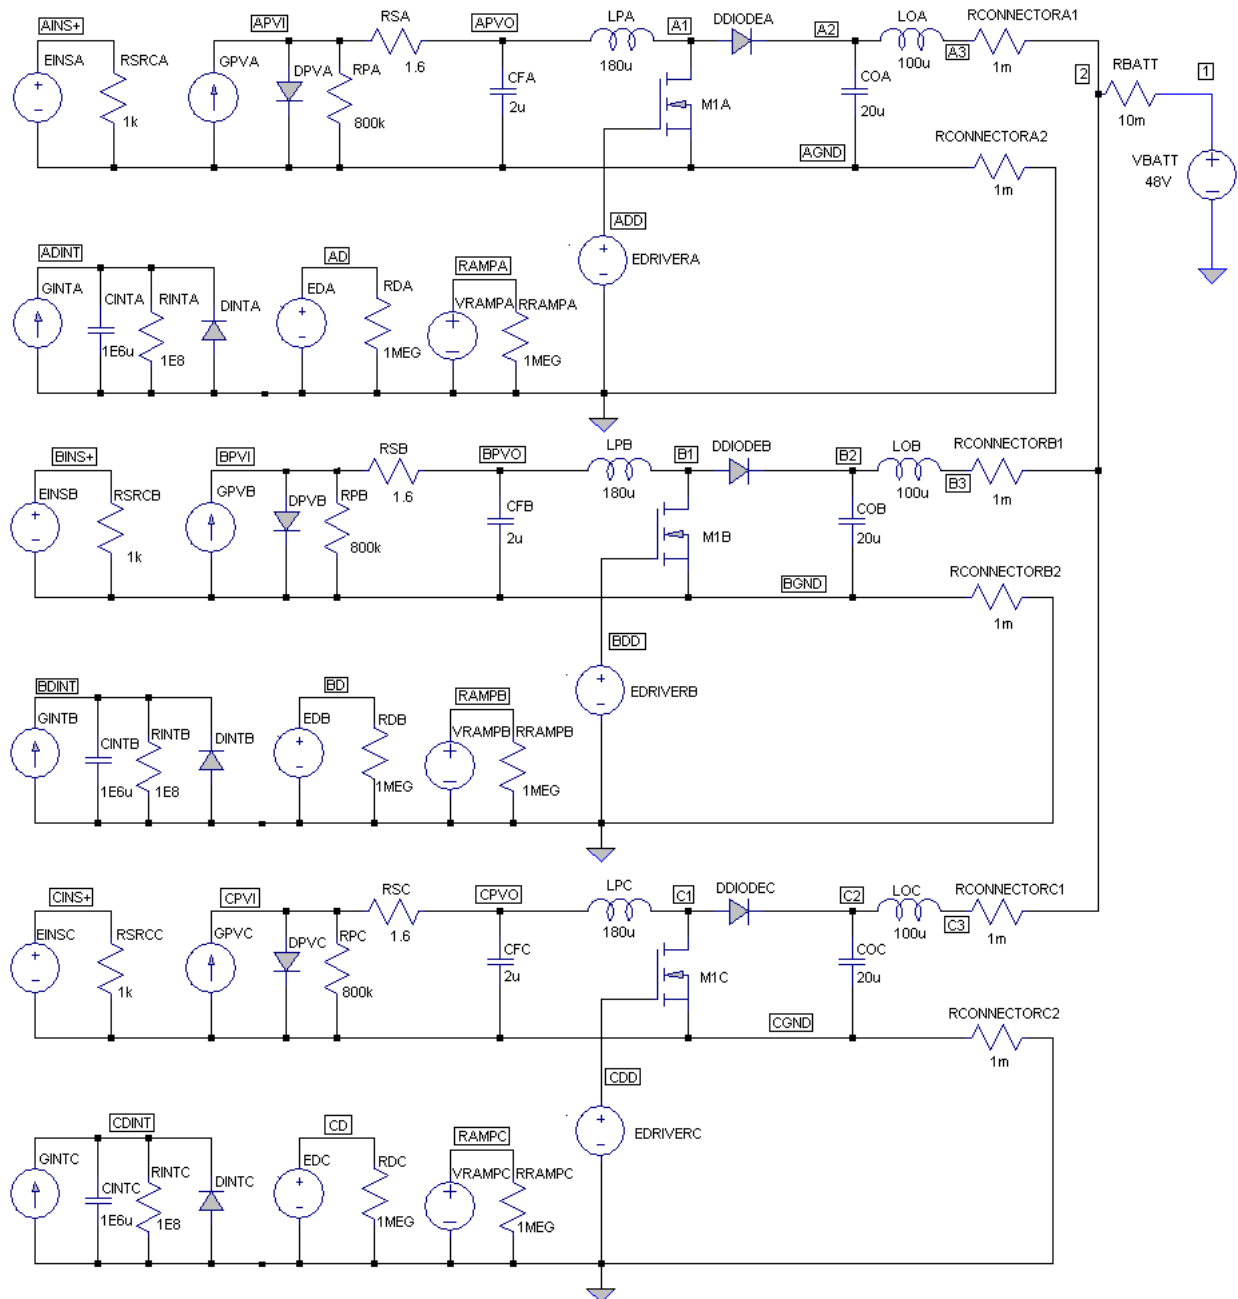 AINS+
EINSA
RSRCA
1k
GPVA
APVI
DPVA
RPA
800k
RSA
1.6
APVO
CFA
2u
LPA
180u
A1
M1A
DDIODEA
A2
COA
20u
LOA
100u
A3
RCONNECTORA1
1m
2
RBATT
10m
1
VBATT
48V
AGND
RCONNECTORA2
1m
ADD
EDRIVERA
ADINT
GINTA
CINTA
1E6u
RINTA
1E8
DINTA
AD
EDA
RDA
1MEG
RAMPA
VRAMPA
RRAMPA
1MEG
BINS+
EINSB
RSRCB
1k
BPVI
GPVB
DPVB
RPB
800k
RSB
1.6
BPVO
CFB
2u
LPB
180u
B1
M1B
DDIODEB
B2
COB
20u
LOB
100u
B3
RCONNECTORB1
1m
BGND
RCONNECTORB2
1m
BDD
EDRIVERB
BDINT
GINTB
CINTB
1E6u
RINTB
1E8
DINTB
BD
EDB
RDB
1MEG
RAMPB
VRAMPB
RRAMPB
1MEG
CINS+
EINSC
RSRCC
1k
CPVI
GPVC
DPVC
RPC
800k
RSC
1.6
CPVO
CFC
2u
LPC
180u
C1
M1C
DDIODEC
C2
COC
20u
LOC
100u
C3
RCONNECTORC1
1m
CGND
RCONNECTORC2
1m
CDD
EDRIVERC
CDINT
GINTC
CINTC
1E6u
RINTC
1E8
DINTC
CD
EDC
RDC
1MEG
RAMPC
VRAMPC
RRAMPC
1MEG